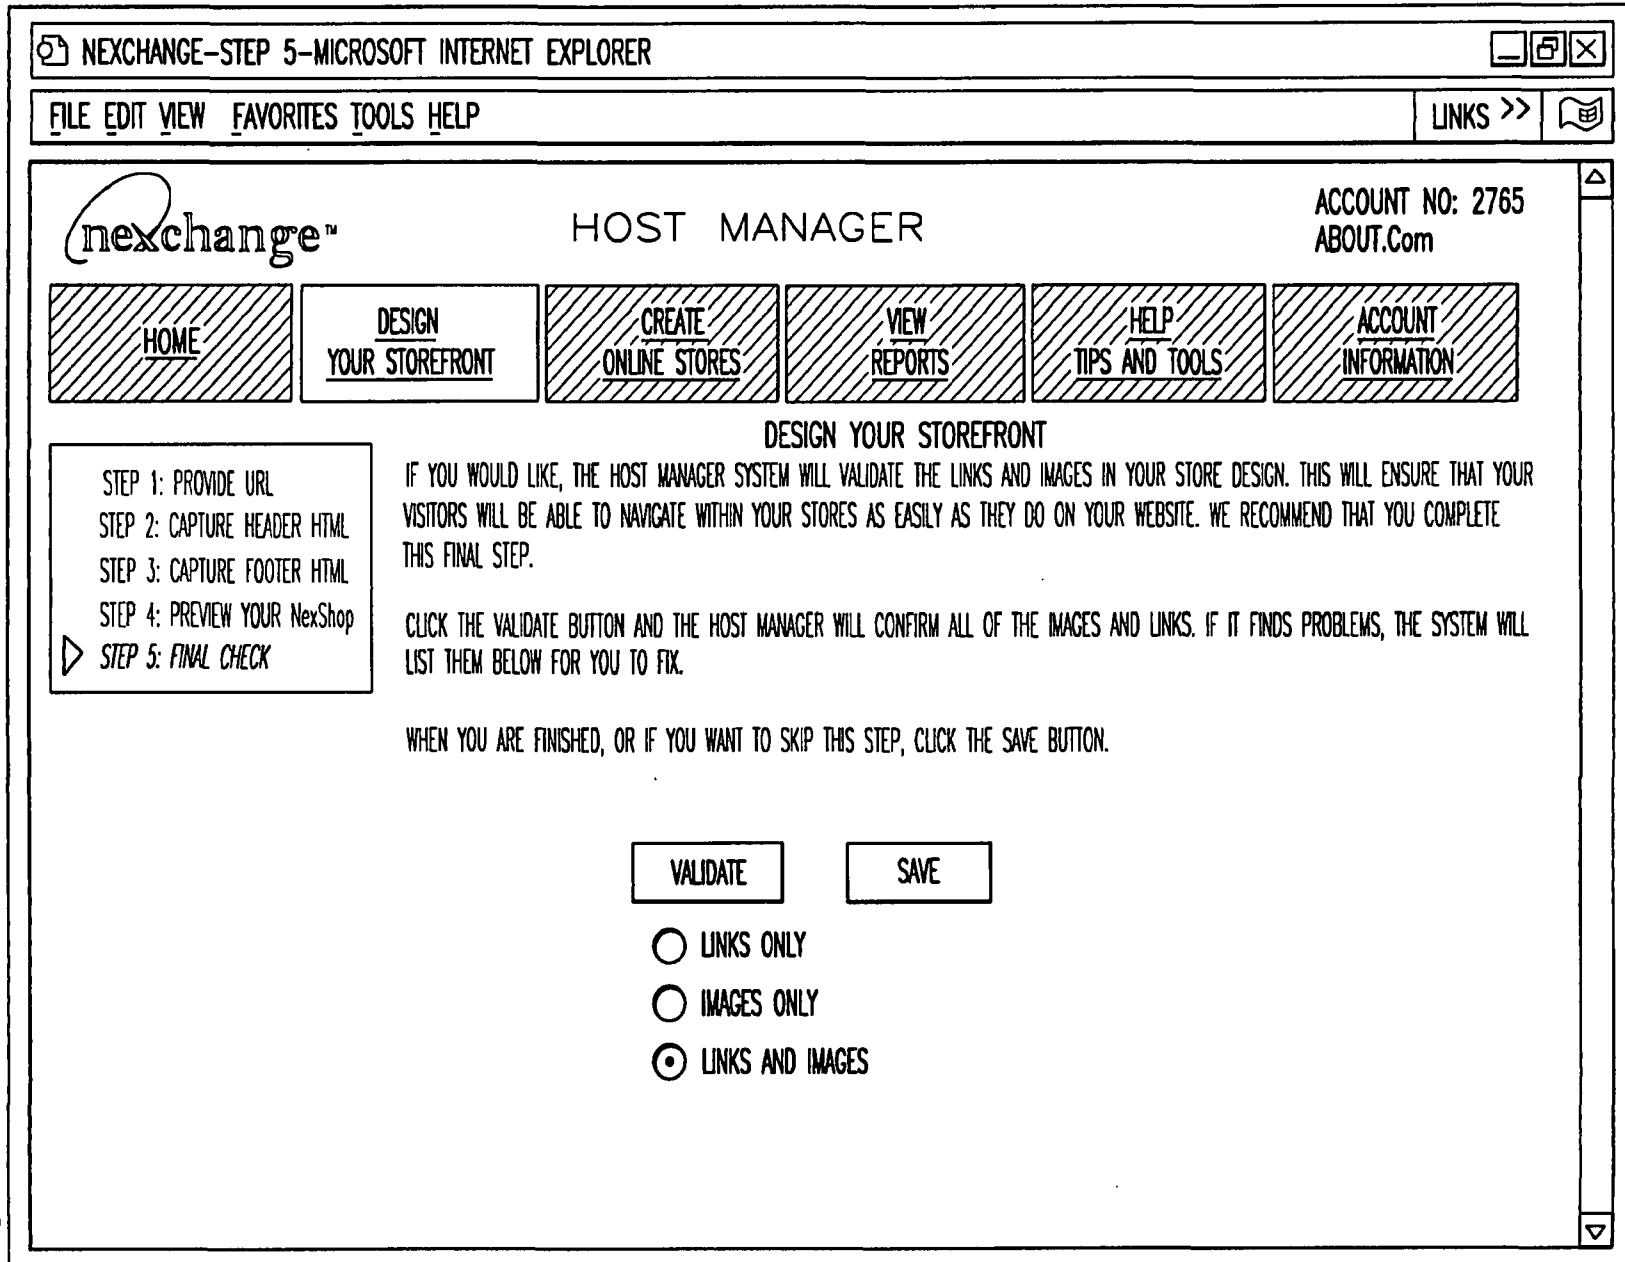 NEXCHANGE-STEP 5-MICROSOFT INTERNET EXPLORER
FILE EDIT VIEW FAVORITES TOOLS HELP
LINKS >>
nexchange™
HOST MANAGER
ACCOUNT NO: 2765
ABOUT.Com
HOME
DESIGN
YOUR STOREFRONT
CREATE
ONLINE STORES
VIEW
REPORTS
HELP
TIPS AND TOOLS
ACCOUNT
INFORMATION
STEP 1: PROVIDE URL
STEP 2: CAPTURE HEADER HTML
STEP 3: CAPTURE FOOTER HTML
STEP 4: PREVIEW YOUR NexShop
STEP 5: FINAL CHECK
DESIGN YOUR STOREFRONT
IF YOU WOULD LIKE, THE HOST MANAGER SYSTEM WILL VALIDATE THE LINKS AND IMAGES IN YOUR STORE DESIGN. THIS WILL ENSURE THAT YOUR
VISITORS WILL BE ABLE TO NAVIGATE WITHIN YOUR STORES AS EASILY AS THEY DO ON YOUR WEBSITE. WE RECOMMEND THAT YOU COMPLETE
THIS FINAL STEP.
CLICK THE VALIDATE BUTTON AND THE HOST MANAGER WILL CONFIRM ALL OF THE IMAGES AND LINKS. IF IT FINDS PROBLEMS, THE SYSTEM WILL
LIST THEM BELOW FOR YOU TO FIX.
WHEN YOU ARE FINISHED, OR IF YOU WANT TO SKIP THIS STEP, CLICK THE SAVE BUTTON.
VALIDATE
SAVE
LINKS ONLY
IMAGES ONLY
LINKS AND IMAGES